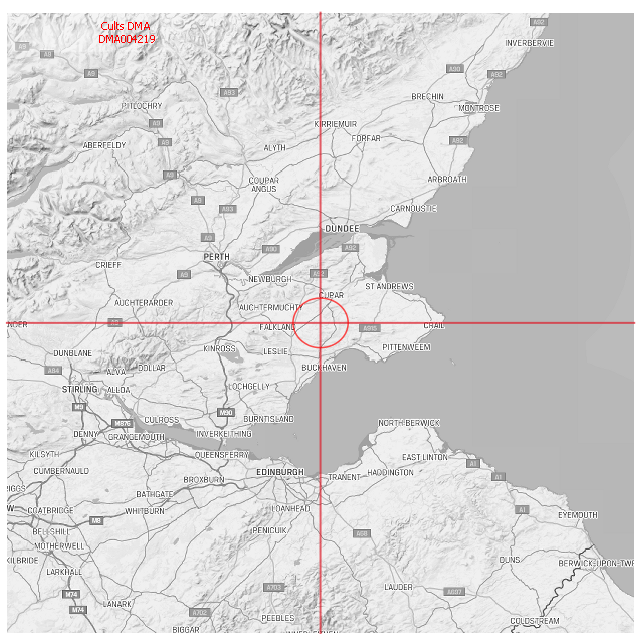 Cults DMA
DMA004219
A92
INVERBERVIE
A9
A9
A9
A90
A92
A93
BRECHIN
PITLOCHRY
MONTROSE
A9
KIRRIEMUIR
FORFAR
A9
A92
ABERFELDY
ALYTH
A9
COUPAR
ANGUS
ARBROATH
A9
A93
CARNOUSTIE
DUNDEE
A9
A90
A92
PERTH
CRIEFF
A9
A92
NEWBURGH
ST ANDREWS
CUPAR
AUCHTERARDER
AUCHTERMUCHTY
A9
FALKLAND
A915
CRAIL
KINROSS
LESLIE
PITTENWEEM
DUNBLANE
A84
ALVA
DOLLAR
BUCKHAVEN
STIRLING
ALLOA
LOCHGELLY
M9
M90
CULROSS
BURNTISLAND
M876
NORTH BERWICK
DENNY
GRANGEMOUTH
INVERKEITHING
KILSYTH
QUEENSFERRY
EAST LINTON
A1
CUMBERNAULD
EDINBURGH
HADDINGTON
A1
BROXBURN
TRANENT
BATHGATE
COATBRIDGE
WHITBURN
LOANHEAD
A1
EYEMOUTH
M8
BELLSHILL
PENICUIK
A68
MOTHERWELL
KILBRIDE
DUNS
BERWICK-UPON-TWE
LARKHALL
A703
LAUDER
A697
M74
LANARK
M74
A702
PEEBLES
COLDSTREAM
BIGGAR